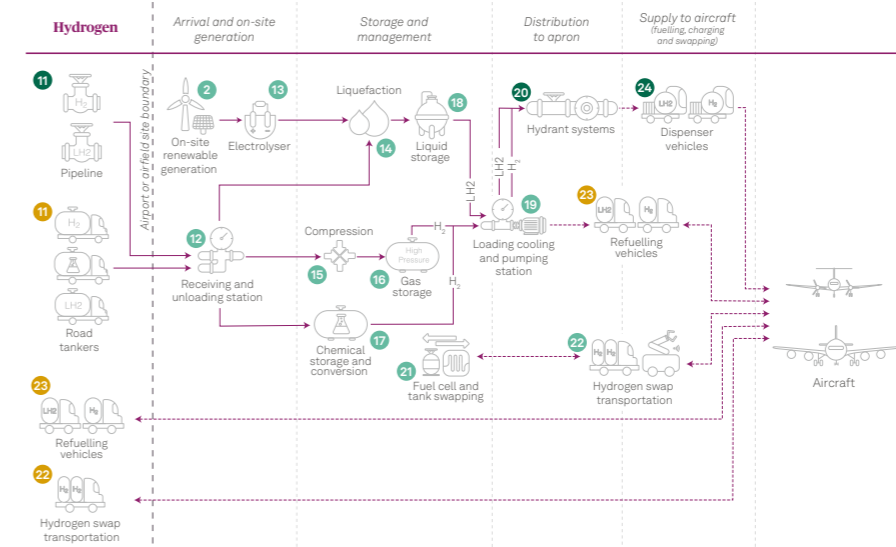 Hydrogen
Arrival and on-site
generation
Storage and
management
Distribution
to apron
Supply to aircraft
(fuelling, charging
and swapping)
Airport or airfield site boundary
11
H₂
LH2
Pipeline
2
On-site
renewable
generation
13
Electrolyser
Liquefaction
14
18
Liquid
storage
LH2
20
Hydrant systems
LH2
H₂
24
LH2
H₂
Dispenser
vehicles
11
H₂
LH2
Road
tankers
12
Receiving and
unloading station
Compression
15
High
Pressure
16
Gas
storage
H₂
H₂
19
Loading cooling
and pumping
station
23
LH2
H₂
Refuelling
vehicles
17
Chemical
storage and
conversion
21
Fuel cell and
tank swapping
22
H₂ H₂
Hydrogen swap
transportation
Aircraft
23
LH2
H₂
Refuelling
vehicles
22
H₂ H₂
Hydrogen swap
transportation